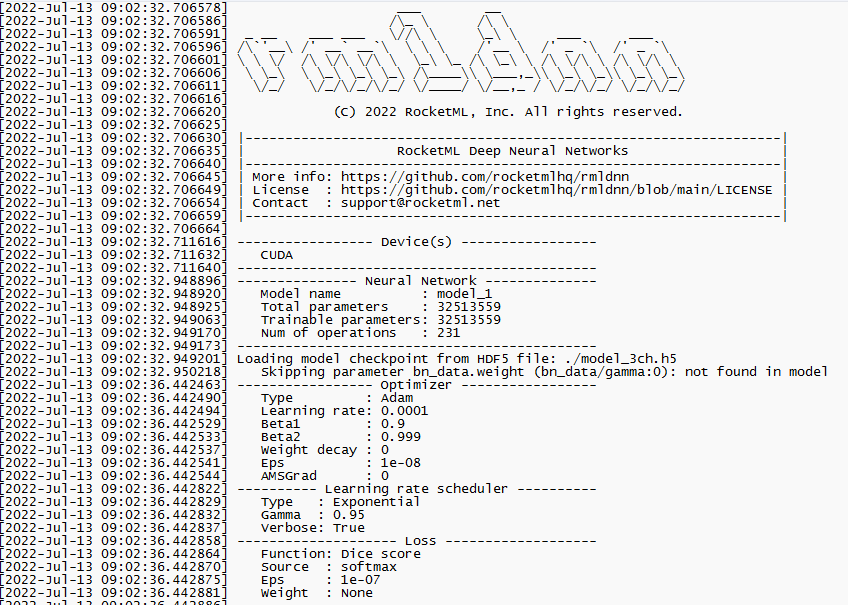 [2022-Jul-13 09:02:32.706578]         ___        __
[2022-Jul-13 09:02:32.706586]        /\_ \      /\ \
[2022-Jul-13 09:02:32.706591]  _ __    ___ ___   \//\ \     \_\ \    ___      ___
[2022-Jul-13 09:02:32.706596] /\`'__\ /' __` __`\   \ \ \    /'_` \  /' _ `\  /' _ `\
[2022-Jul-13 09:02:32.706601] \ \ \/  /\ \/\ \/\ \   \_\ \_ /\ \_\ \ /\ \/\ \ /\ \/\ \
[2022-Jul-13 09:02:32.706606]  \ \_\  \ \_\ \_\ \_\  /\____\\ \___,_\\ \_\ \_\\ \_\ \_\
[2022-Jul-13 09:02:32.706611]   \/_/   \/_/\/_/\/_/  \/____/ \/__,_ / \/_/\/_/ \/_/\/_/
[2022-Jul-13 09:02:32.706616]
[2022-Jul-13 09:02:32.706620]             (C) 2022 RocketML, Inc. All rights reserved.
[2022-Jul-13 09:02:32.706625]
[2022-Jul-13 09:02:32.706630] |-------------------------------------------------------------------|
[2022-Jul-13 09:02:32.706635] |                   RocketML Deep Neural Networks                   |
[2022-Jul-13 09:02:32.706640] |-------------------------------------------------------------------|
[2022-Jul-13 09:02:32.706645] | More info: https://github.com/rocketmlhq/rmldnn                   |
[2022-Jul-13 09:02:32.706649] | License  : https://github.com/rocketmlhq/rmldnn/blob/main/LICENSE |
[2022-Jul-13 09:02:32.706654] | Contact  : support@rocketml.net                                   |
[2022-Jul-13 09:02:32.706659] |-------------------------------------------------------------------|
[2022-Jul-13 09:02:32.706664]
[2022-Jul-13 09:02:32.711616] ----------------- Device(s) -----------------
[2022-Jul-13 09:02:32.711632]    CUDA
[2022-Jul-13 09:02:32.711640] ---------------------------------------------
[2022-Jul-13 09:02:32.948896] --------------- Neural Network --------------
[2022-Jul-13 09:02:32.948920]    Model name          : model_1
[2022-Jul-13 09:02:32.948925]    Total parameters    : 32513559
[2022-Jul-13 09:02:32.949063]    Trainable parameters: 32513559
[2022-Jul-13 09:02:32.949170]    Num of operations   : 231
[2022-Jul-13 09:02:32.949173] ---------------------------------------------
[2022-Jul-13 09:02:32.949201] Loading model checkpoint from HDF5 file: ./model_3ch.h5
[2022-Jul-13 09:02:32.950218]    Skipping parameter bn_data.weight (bn_data/gamma:0): not found in model
[2022-Jul-13 09:02:36.442463] ----------------- Optimizer -----------------
[2022-Jul-13 09:02:36.442490]    Type         : Adam
[2022-Jul-13 09:02:36.442494]    Learning rate: 0.0001
[2022-Jul-13 09:02:36.442529]    Beta1        : 0.9
[2022-Jul-13 09:02:36.442533]    Beta2        : 0.999
[2022-Jul-13 09:02:36.442537]    Weight decay : 0
[2022-Jul-13 09:02:36.442541]    Eps          : 1e-08
[2022-Jul-13 09:02:36.442544]    AMSGrad      : 0
[2022-Jul-13 09:02:36.442822] ---------- Learning rate scheduler ----------
[2022-Jul-13 09:02:36.442829]    Type   : Exponential
[2022-Jul-13 09:02:36.442832]    Gamma  : 0.95
[2022-Jul-13 09:02:36.442837]    Verbose: True
[2022-Jul-13 09:02:36.442858] -------------------- Loss -------------------
[2022-Jul-13 09:02:36.442864]    Function: Dice score
[2022-Jul-13 09:02:36.442870]    Source  : softmax
[2022-Jul-13 09:02:36.442875]    Eps     : 1e-07
[2022-Jul-13 09:02:36.442881]    Weight  : None